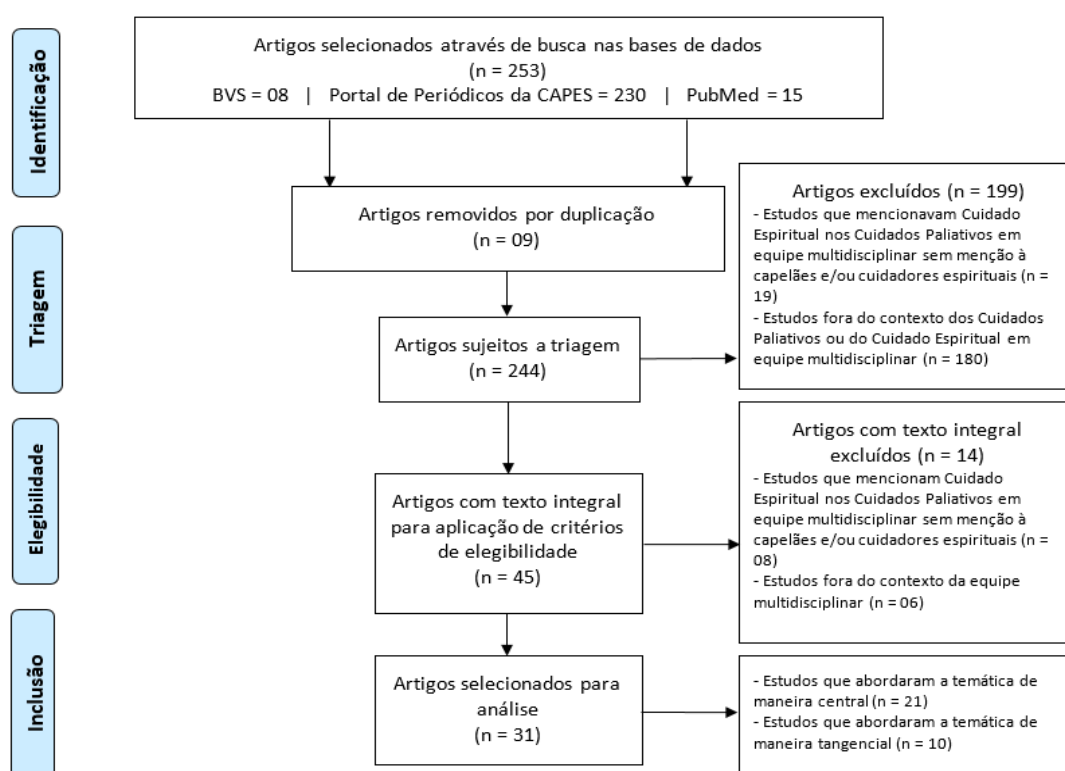 Identificação
Artigos selecionados através de busca nas bases de dados
(n = 253)
BVS = 08 | Portal de Periódicos da CAPES = 230 | PubMed = 15
Artigos removidos por duplicação
(n = 09)
Artigos excluídos (n = 199)
- Estudos que mencionavam Cuidado
Espiritual nos Cuidados Paliativos em
equipe multidisciplinar sem menção à
capelães e/ou cuidadores espirituais (n =
19)
- Estudos fora do contexto dos Cuidados
Paliativos ou do Cuidado Espiritual em
equipe multidisciplinar (n = 180)
Triagem
Artigos sujeitos a triagem
(n = 244)
Elegibilidade
Artigos com texto integral
para aplicação de critérios
de elegibilidade
(n = 45)
Artigos com texto integral
excluídos (n = 14)
- Estudos que mencionam Cuidado
Espiritual nos Cuidados Paliativos em
equipe multidisciplinar sem menção à
capelães e/ou cuidadores espirituais (n =
08)
- Estudos fora do contexto da equipe
multidisciplinar (n = 06)
Inclusão
Artigos selecionados para
análise
(n = 31)
- Estudos que abordaram a temática de
maneira central (n = 21)
- Estudos que abordaram a temática de
maneira tangencial (n = 10)